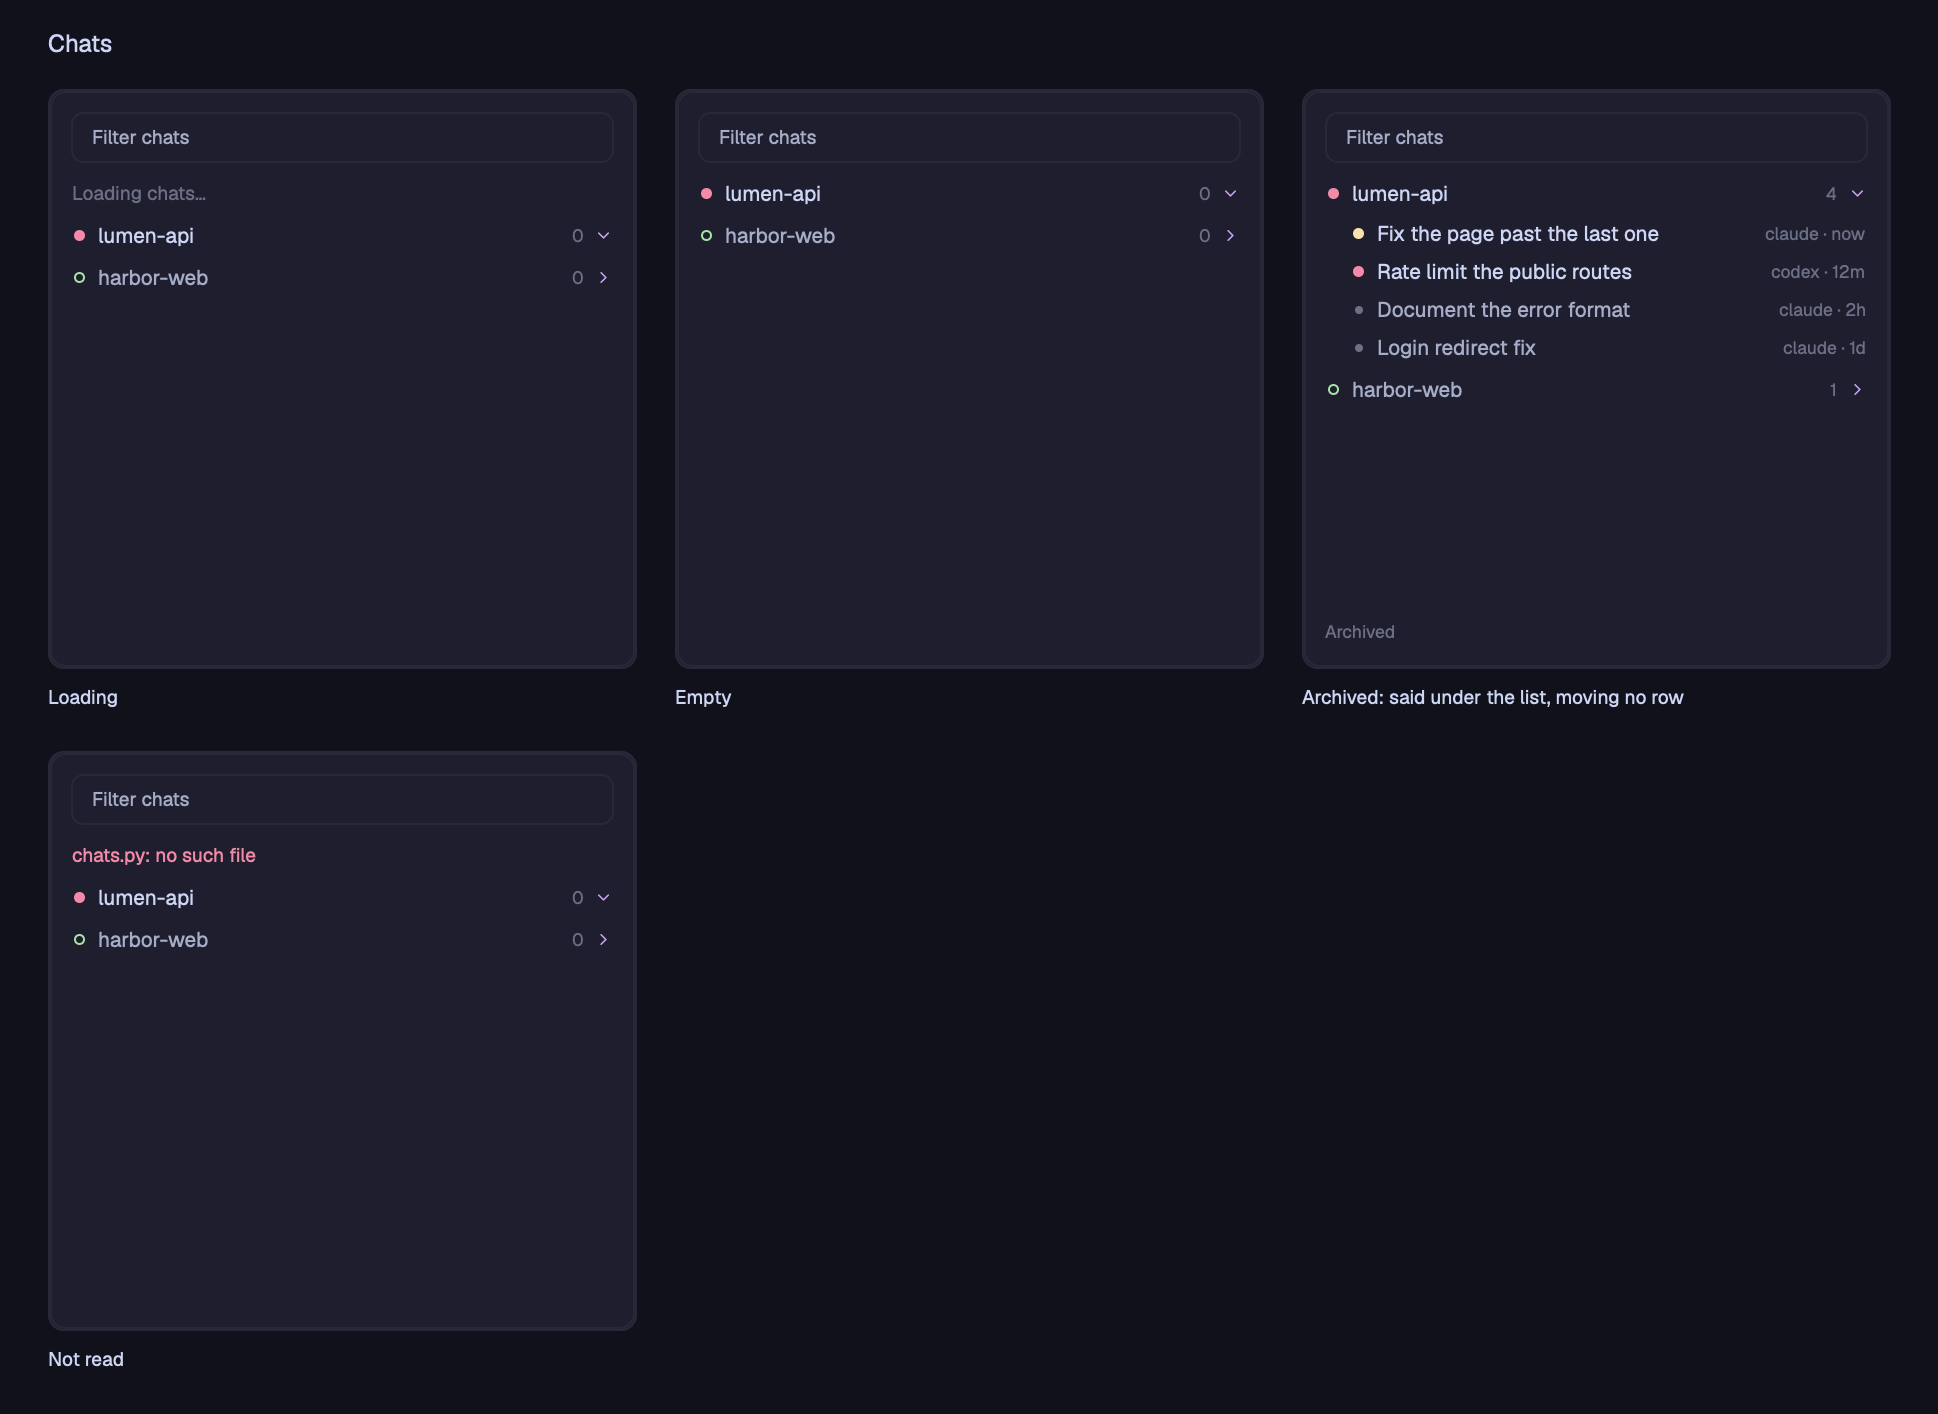 Chats
Filter chats
Loading chats...
lumen-api 0
harbor-web 0
Loading
Filter chats
lumen-api 0
harbor-web 0
Empty
Filter chats
lumen-api 4
Fix the page past the last one claude · now
Rate limit the public routes codex · 12m
Document the error format claude · 2h
Login redirect fix claude · 1d
harbor-web 1
Archived
Archived: said under the list, moving no row
Filter chats
chats.py: no such file
lumen-api 0
harbor-web 0
Not read